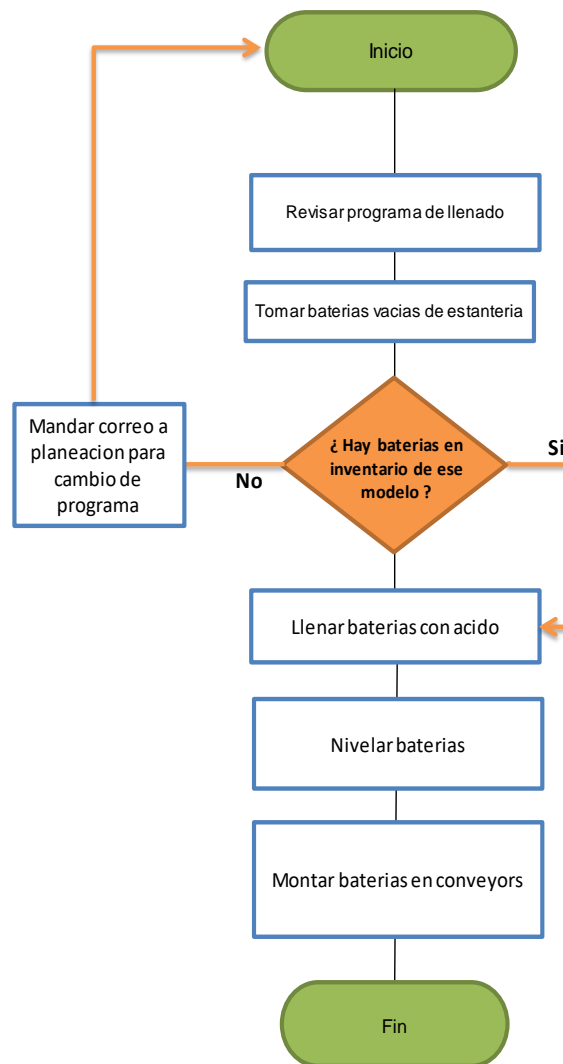 Inicio
Revisar programa de llenado
Tomar baterias vacias de estanteria
¿ Hay baterias en
inventario de ese
modelo ?
Si
No
Mandar correo a
planeacion para
cambio de
programa
Llenar baterias con acido
Nivelar baterias
Montar baterias en conveyors
Fin